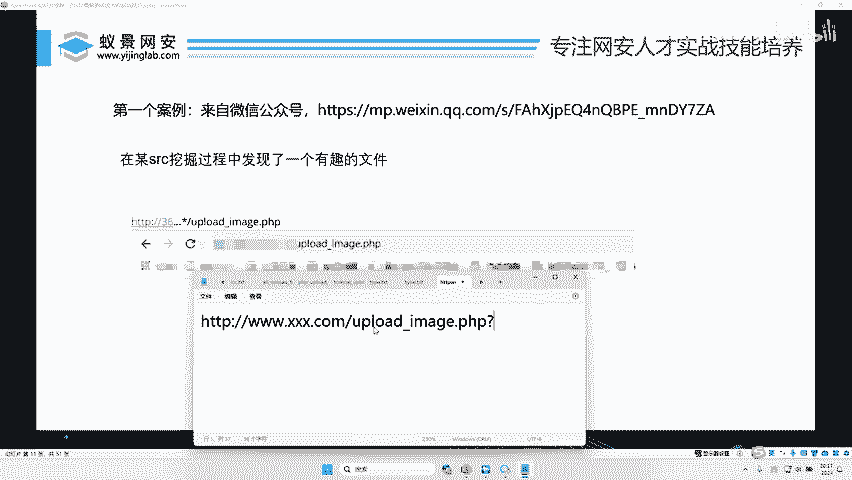 蚁景网安
www.yijinglab.com
专注网安人才实战技能培养
第一个案例：来自微信公众号，https://mp.weixin.qq.com/s/FAhXjpEQ4nQBPE_mnDY7ZA
在某src挖掘过程中发现了一个有趣的文件
http://36...*/upload_image.php
upload_image.php
文件 编辑 查看
http://www.xxx.com/upload_image.php?
搜索